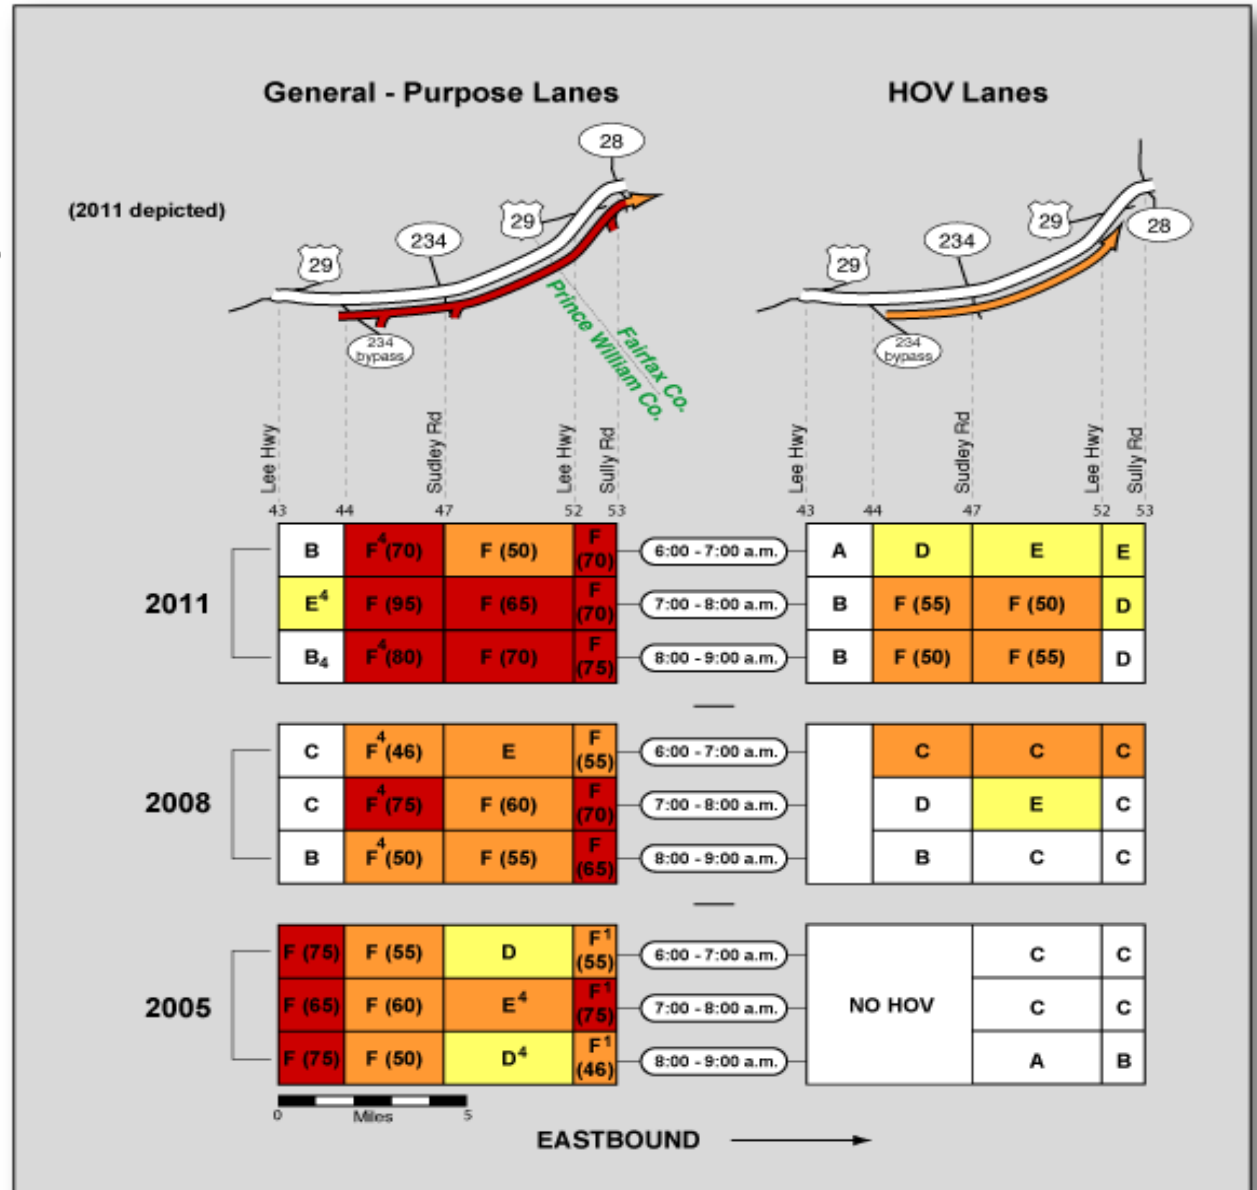 General - Purpose Lanes
HOV Lanes
(2011 depicted)
28
29
234
29
234
bypass
Prince William Co.
Fairfax Co.
29
234
29
28
234
bypass
Lee Hwy
Sudley Rd
Lee Hwy
Sully Rd
Lee Hwy
Sudley Rd
Lee Hwy
Sully Rd
43 44 47 52 53
43 44 47 52 53
2011
B F⁴(70) F (50) F (70) 6:00 - 7:00 a.m. A D E E
E⁴ F (95) F (65) F (70) 7:00 - 8:00 a.m. B F (55) F (50) D
B₄ F⁴(80) F (70) F (75) 8:00 - 9:00 a.m. B F (50) F (55) D
2008
C F⁴(46) E F (55) 6:00 - 7:00 a.m. C C C
C F⁴(75) F (60) F (70) 7:00 - 8:00 a.m. D E C
B F⁴(50) F (55) F (65) 8:00 - 9:00 a.m. B C C
2005
F (75) F (55) D F¹ (55) 6:00 - 7:00 a.m. C C
F (65) F (60) E⁴ F¹ (75) 7:00 - 8:00 a.m. NO HOV C C
F (75) F (50) D⁴ F¹ (46) 8:00 - 9:00 a.m. A B
0 Miles 5
EASTBOUND